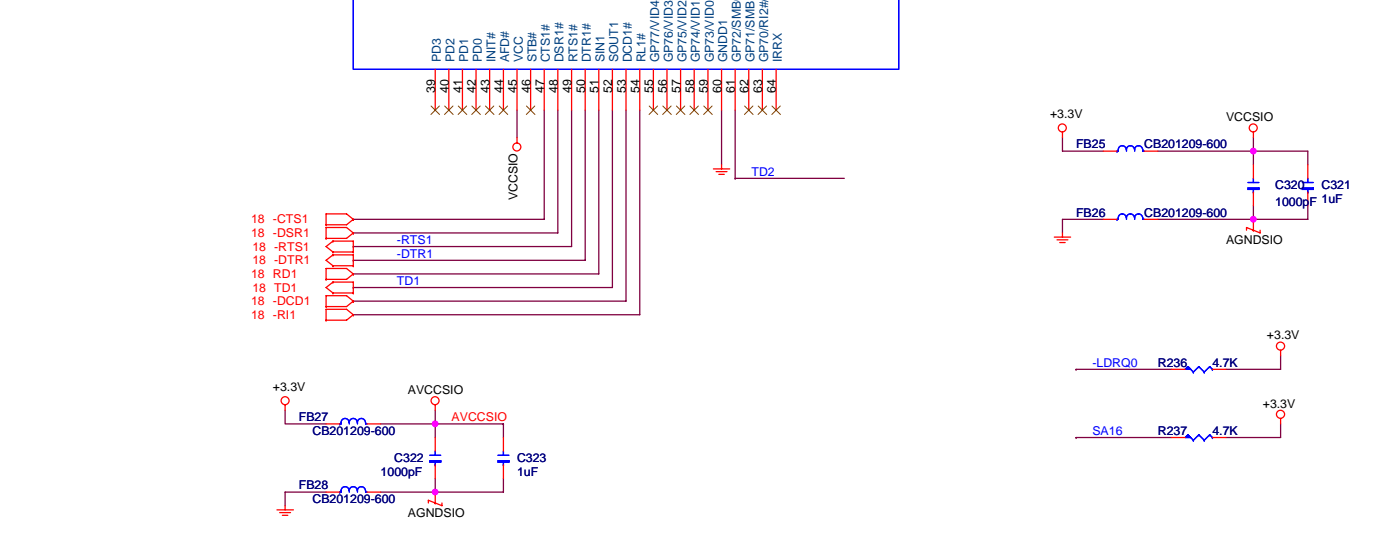 PD3
PD2
PD1
PD0
INIT#
AFD#
VCC
STB#
CTS1#
DSR1#
RTS1#
DTR1#
SIN1
SOUT1
DCD1#
RL1#
GP77/VID4
GP76/VID3
GP75/VID2
GP74/VID1
GP73/VID0
GNDD1
GP72/SMB
GP71/SMB
GP70/RI2#
IRRX
39
40
41
42
43
44
45
46
47
48
49
50
51
52
53
54
55
56
57
58
59
60
61
62
63
64
VCCSIO
TD2
18 -CTS1
18 -DSR1
18 -RTS1
-RTS1
18 -DTR1
-DTR1
18 RD1
18 TD1
TD1
18 -DCD1
18 -RI1
+3.3V
VCCSIO
FB25
CB201209-600
C320
1000pF
C321
1uF
FB26
CB201209-600
AGNDSIO
+3.3V
-LDRQ0
R236
4.7K
+3.3V
SA16
R237
4.7K
+3.3V
AVCCSIO
FB27
CB201209-600
AVCCSIO
C322
1000pF
C323
1uF
FB28
CB201209-600
AGNDSIO